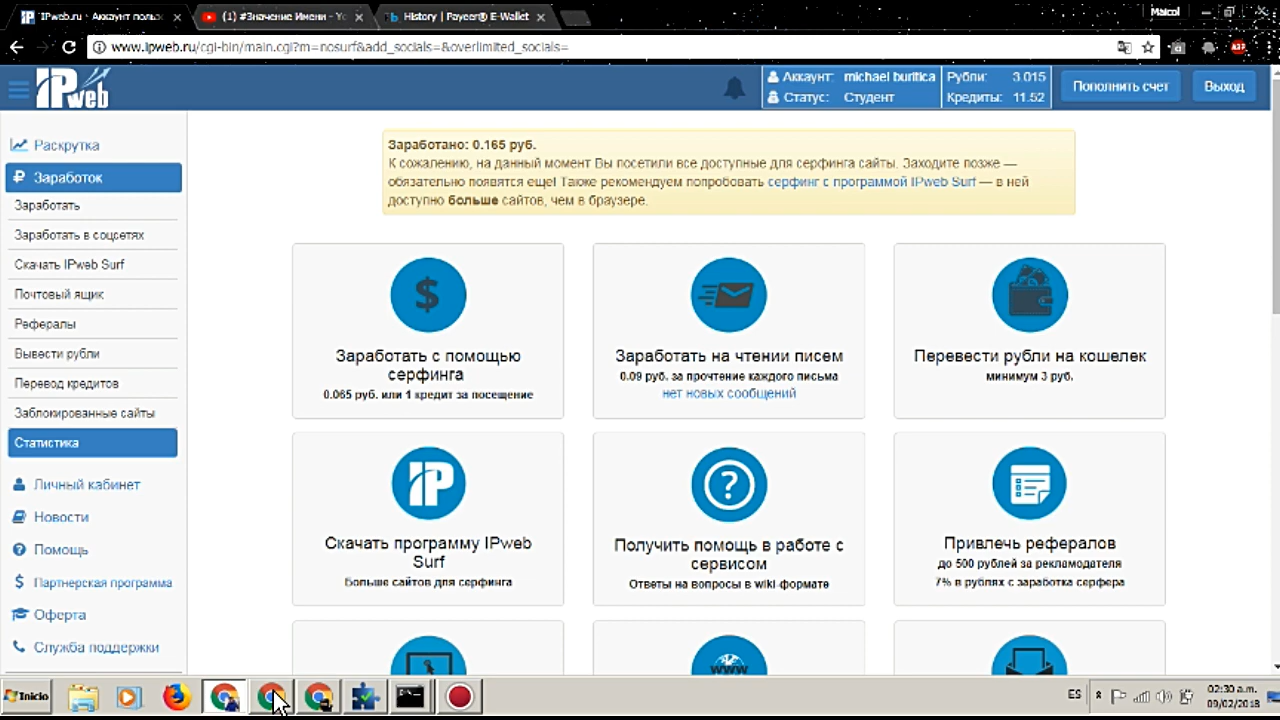 IPweb.ru - Аккаунт польз
(1) #Значение Имени - Yo
History | Payeer® E-Wallet
Maicol
www.ipweb.ru/cgi-bin/main.cgi?m=nosurf&add_socials=&overlimited_socials=
ABP
IPweb
Аккаунт: michael buritica
Рубли: 3.015
Статус: Студент
Кредиты: 11.52
Пополнить счет
Выход
Раскрутка
Заработок
Заработать
Заработать в соцсетях
Скачать IPweb Surf
Почтовый ящик
Рефералы
Вывести рубли
Перевод кредитов
Заблокированные сайты
Статистика
Личный кабинет
Новости
Помощь
Партнерская программа
Оферта
Служба поддержки
Заработано: 0.165 руб.
К сожалению, на данный момент Вы посетили все доступные для серфинга сайты. Заходите позже —
обязательно появятся еще! Также рекомендуем попробовать серфинг с программой IPweb Surf — в ней
доступно больше сайтов, чем в браузере.
Заработать с помощью
серфинга
0.065 руб. или 1 кредит за посещение
Заработать на чтении писем
0.09 руб. за прочтение каждого письма
нет новых сообщений
Перевести рубли на кошелек
минимум 3 руб.
IP
Скачать программу IPweb
Surf
Больше сайтов для серфинга
Получить помощь в работе с
сервисом
Ответы на вопросы в wiki-формате
Привлечь рефералов
до 500 рублей за рекламодателя
7% в рублях с заработка серфера
www
Inicio
ES
02:30 a.m.
09/02/2018